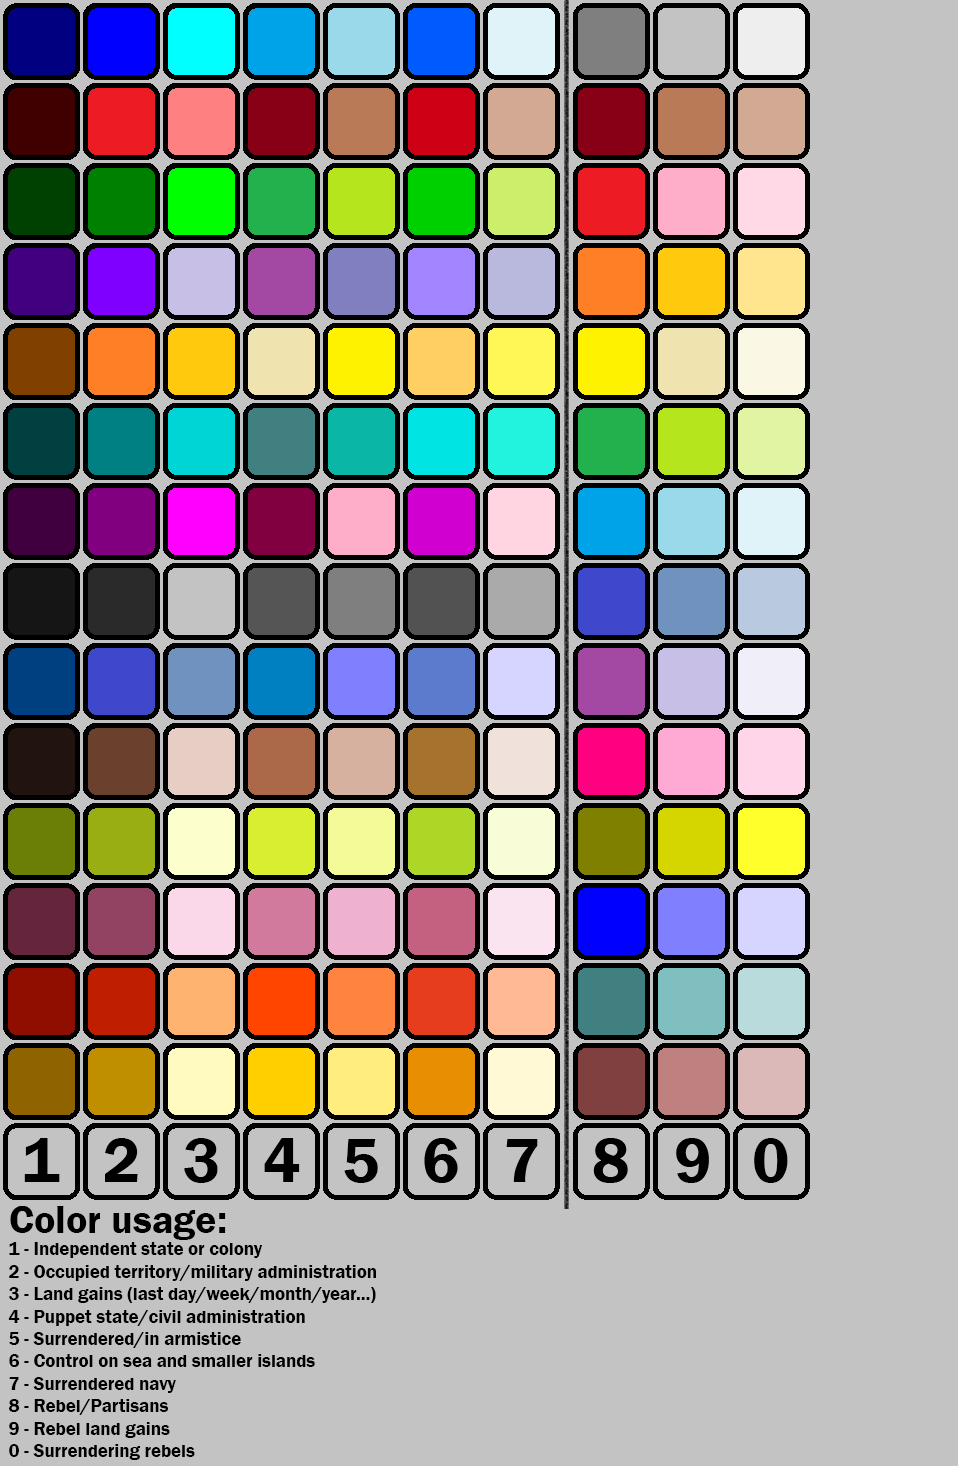 1 2 3 4 5 6 7 8 9 0
Color usage:
1 - Independent state or colony
2 - Occupied territory/military administration
3 - Land gains (last day/week/month/year...)
4 - Puppet state/civil administration
5 - Surrendered/in armistice
6 - Control on sea and smaller islands
7 - Surrendered navy
8 - Rebel/Partisans
9 - Rebel land gains
0 - Surrendering rebels